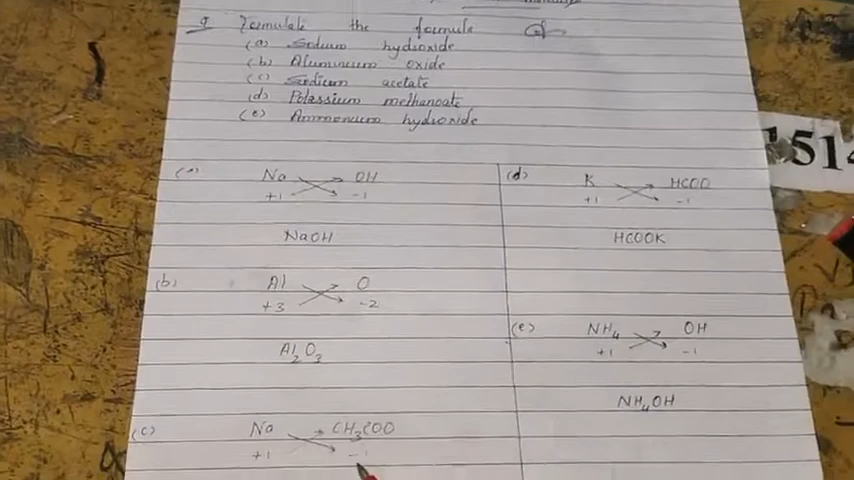 Q Formulate the formula
(a) Sodium hydroxide
(b) Aluminium oxide
(c) Sodium acetate
(d) Potassium methanoate
(e) Ammonium hydroxide
(a) Na OH
+1 -1
NaOH
(b) Al O
+3 -2
Al2O3
(c) Na CH3COO
+1 -1
(d) K HCOO
+1 -1
HCOOK
(e) NH4 OH
+1 -1
NH4OH
514